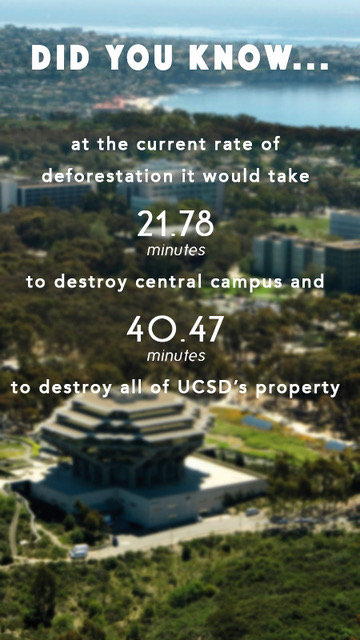 DID YOU KNOW...
at the current rate of
deforestation it would take
21.78
minutes
to destroy central campus and
40.47
minutes
to destroy all of UCSD's property